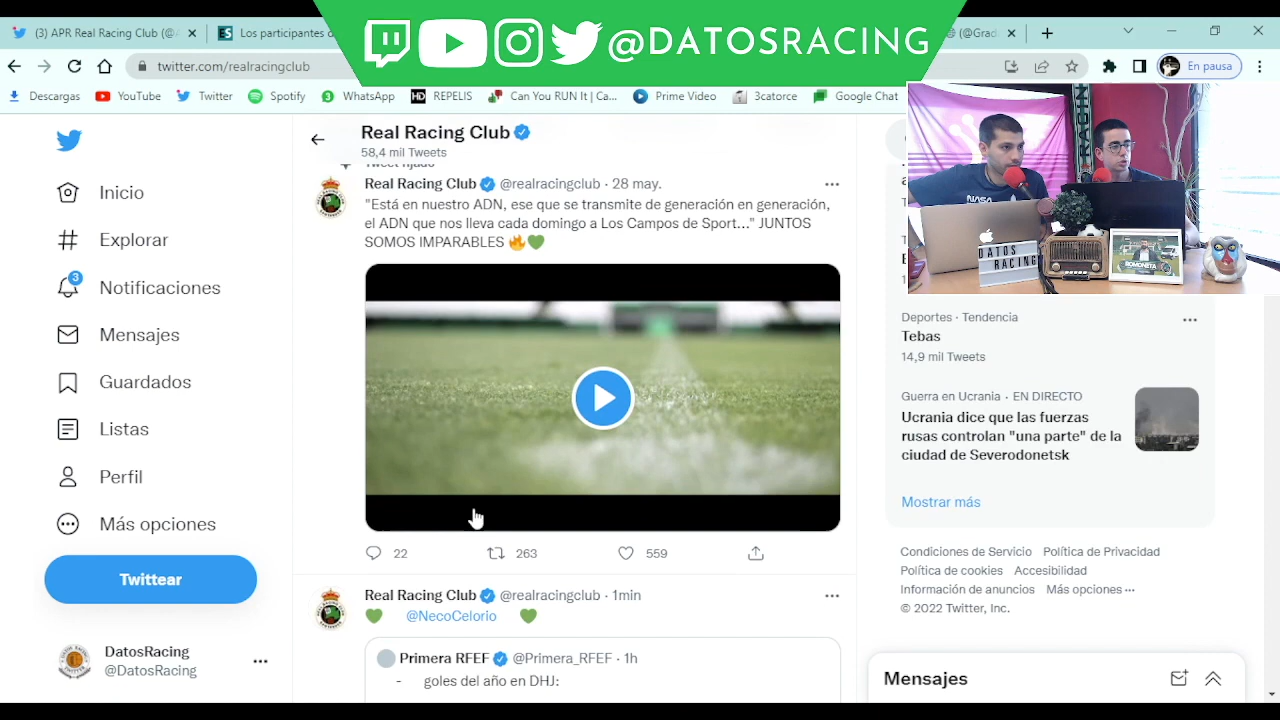 @DATOSRACING
(3) APR Real Racing Club (@
Los participantes d
(@Grad
twitter.com/realracingclub
En pausa
Descargas
YouTube
Twitter
Spotify
WhatsApp
REPELIS
Can You RUN It | Ca...
Prime Video
3catorce
Google Chat
Inicio
Explorar
3
Notificaciones
Mensajes
Guardados
Listas
Perfil
Más opciones
Twittear
DatosRacing
@DatosRacing
Real Racing Club
58,4 mil Tweets
Real Racing Club @realracingclub · 28 may.
"Está en nuestro ADN, ese que se transmite de generación en generación,
el ADN que nos lleva cada domingo a Los Campos de Sport..." JUNTOS
SOMOS IMPARABLES 🔥💚
22 263 559
Real Racing Club @realracingclub · 1min
💚 @NecoCelorio 💚
Primera RFEF @Primera_RFEF · 1h
- goles del año en DHJ:
NASA
DATOS
RACING
ROMONETA
Deportes · Tendencia
Tebas
14,9 mil Tweets
Guerra en Ucrania · EN DIRECTO
Ucrania dice que las fuerzas
rusas controlan "una parte" de la
ciudad de Severodonetsk
Mostrar más
Condiciones de Servicio Política de Privacidad
Política de cookies Accesibilidad
Información de anuncios Más opciones ···
© 2022 Twitter, Inc.
Mensajes